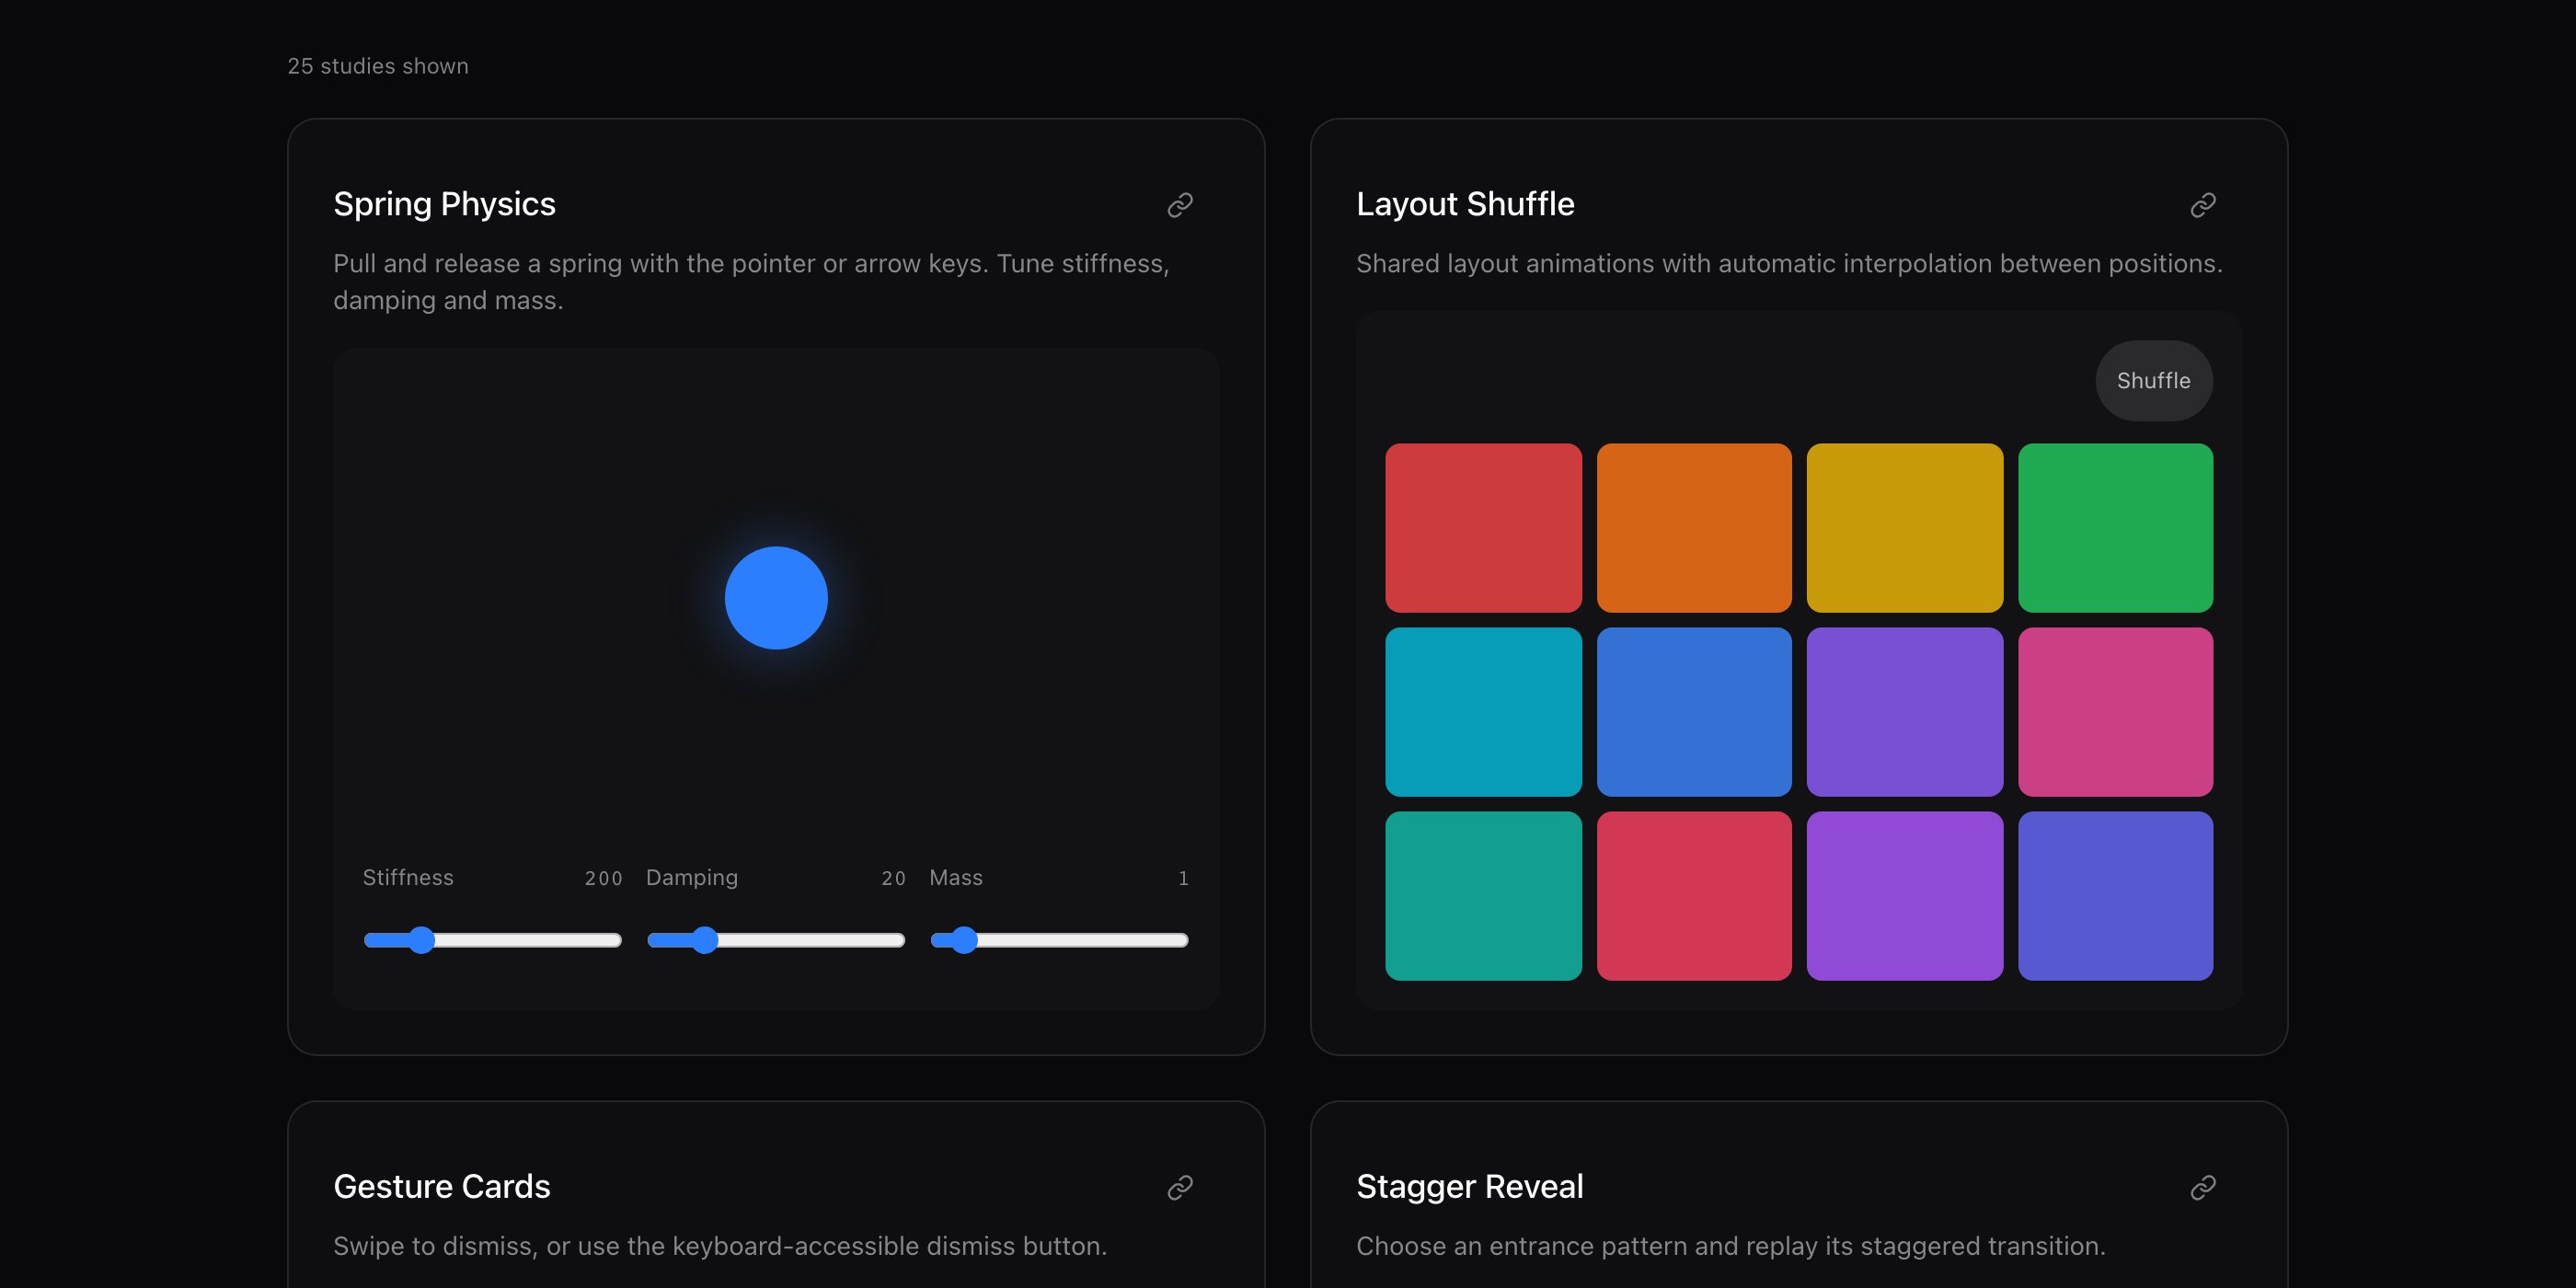 25 studies shown
Spring Physics
Pull and release a spring with the pointer or arrow keys. Tune stiffness,
damping and mass.
Stiffness 200 Damping 20 Mass 1
Layout Shuffle
Shared layout animations with automatic interpolation between positions.
Shuffle
Gesture Cards
Swipe to dismiss, or use the keyboard-accessible dismiss button.
Stagger Reveal
Choose an entrance pattern and replay its staggered transition.